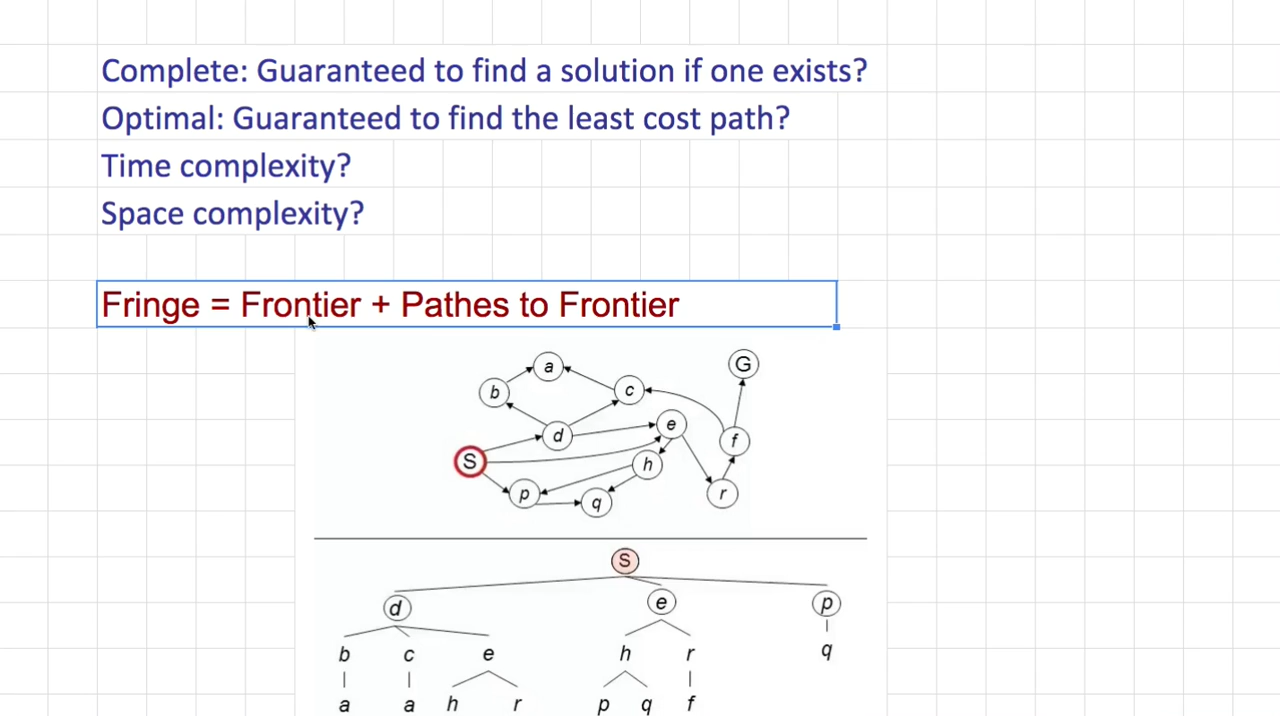 Complete: Guaranteed to find a solution if one exists?
Optimal: Guaranteed to find the least cost path?
Time complexity?
Space complexity?
Fringe = Frontier + Pathes to Frontier
a G
b c
d e f
S h
p q r
S
d e p
b c e h r q
a a h r p q f